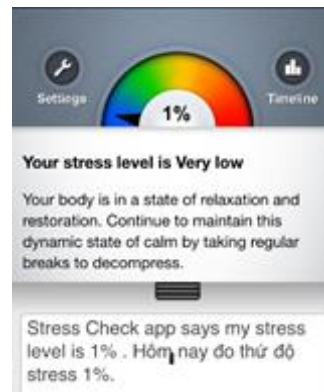 Settings
Timeline
1%
Your stress level is Very low
Your body is in a state of relaxation and
restoration. Continue to maintain this
dynamic state of calm by taking regular
breaks to decompress.
Stress Check app says my stress
level is 1% . Hôm nay đo thứ độ
stress 1%.